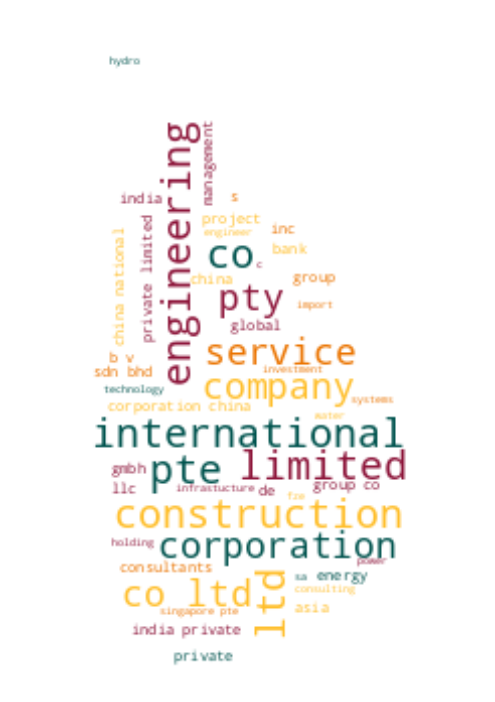 hydro
engineering
management
india
s
project
engineer
inc
private limited
china national
co
c
bank
china
group
pty
import
global
b v
service
sdn bhd
investment
technology
company
systems
corporation china
water
international
limited
gmbh
pte
llc
infrastucture
de
group co
fze
construction
holding
corporation
power
consultants
sa
energy
co ltd
ltd
consulting
singapore pte
asia
india private
private